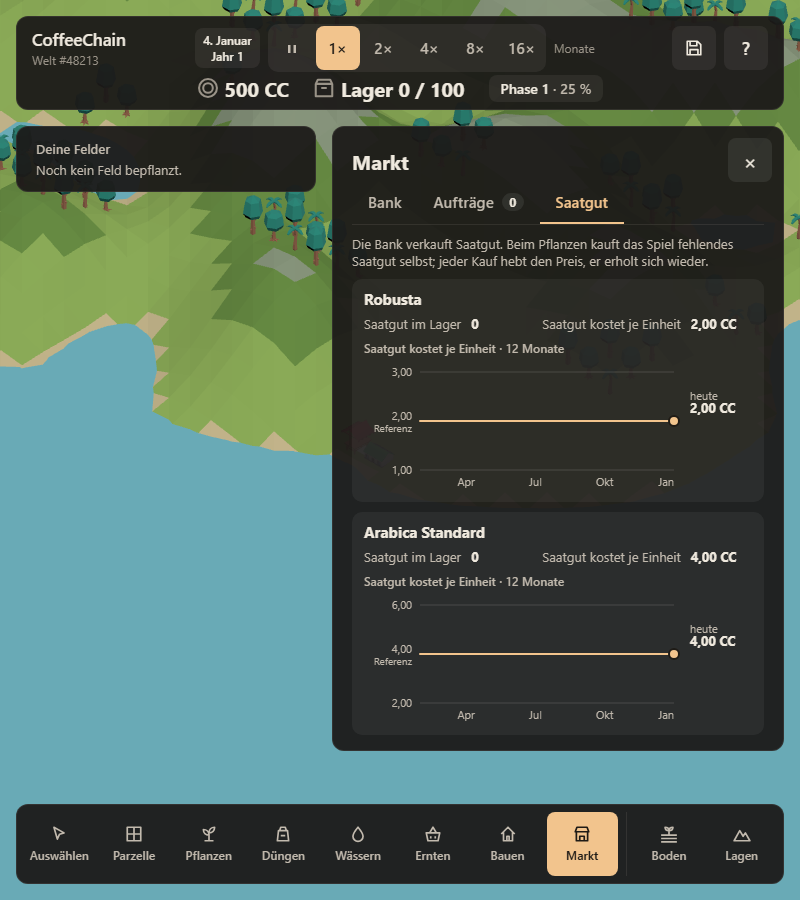 CoffeeChain
Welt #48213
4. Januar
Jahr 1
1× 2× 4× 8× 16× Monate
?
500 CC Lager 0 / 100 Phase 1 · 25 %
Deine Felder
Noch kein Feld bepflanzt.
Markt
×
Bank Aufträge 0 Saatgut
Die Bank verkauft Saatgut. Beim Pflanzen kauft das Spiel fehlendes
Saatgut selbst; jeder Kauf hebt den Preis, er erholt sich wieder.
Robusta
Saatgut im Lager 0 Saatgut kostet je Einheit 2,00 CC
Saatgut kostet je Einheit · 12 Monate
3,00
2,00
Referenz
1,00
heute
2,00 CC
Apr Jul Okt Jan
Arabica Standard
Saatgut im Lager 0 Saatgut kostet je Einheit 4,00 CC
Saatgut kostet je Einheit · 12 Monate
6,00
4,00
Referenz
2,00
heute
4,00 CC
Apr Jul Okt Jan
Auswählen Parzelle Pflanzen Düngen Wässern Ernten Bauen Markt Boden Lagen